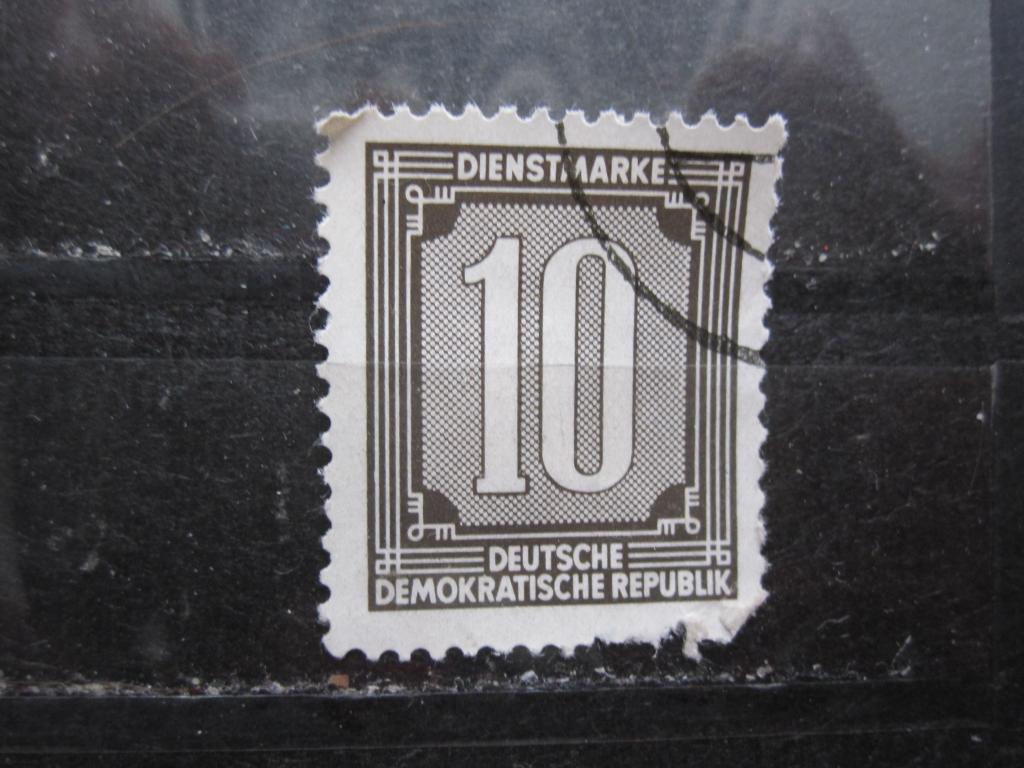 DIENSTMARKE
10
DEUTSCHE
DEMOKRATISCHE REPUBLIK